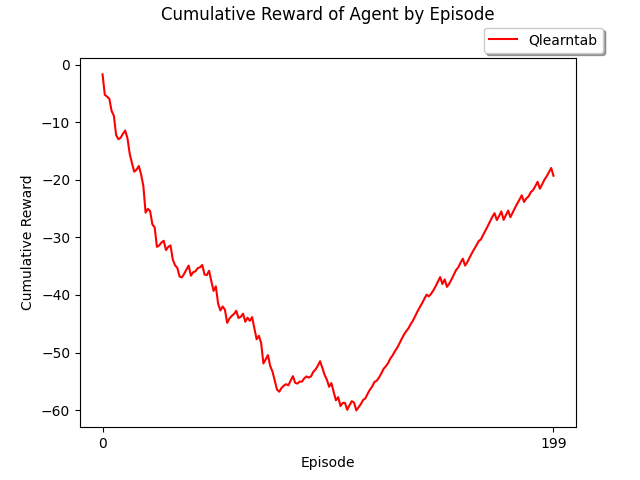 Cumulative Reward of Agent by Episode
Qlearntab
0
−10
−20
−30
−40
−50
−60
Cumulative Reward
0
199
Episode